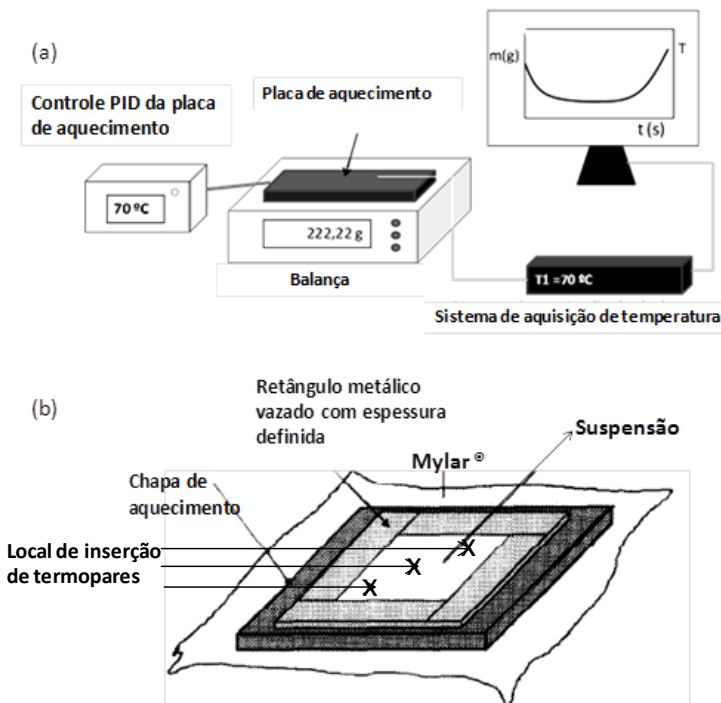 (a)
Controle PID da placa
de aquecimento
Placa de aquecimento
m(g)
T
t (s)
70 ºC
222,22 g
Balança
T1 =70 ºC
Sistema de aquisição de temperatura
(b)
Retângulo metálico
vazado com espessura
definida
Suspensão
Mylar ®
Chapa de
aquecimento
Local de inserção
de termopares
X
X
X